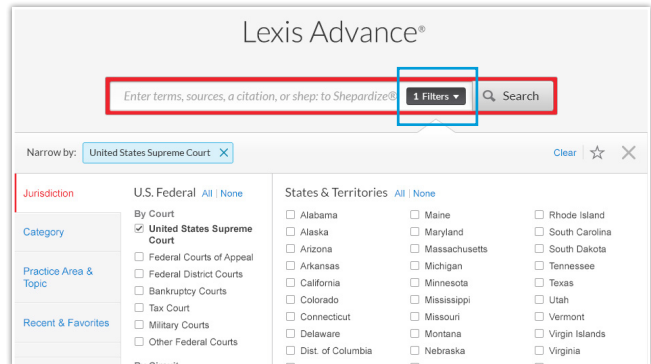 Lexis Advance®
Enter terms, sources, a citation, or shep: to Shepardize®
1 Filters
Search
Narrow by:
United States Supreme Court
Clear
Jurisdiction
Category
Practice Area &
Topic
Recent & Favorites
U.S. Federal All | None
By Court
United States Supreme
Court
Federal Courts of Appeal
Federal District Courts
Bankruptcy Courts
Tax Court
Military Courts
Other Federal Courts
States & Territories All | None
Alabama
Alaska
Arizona
Arkansas
California
Colorado
Connecticut
Delaware
Dist. of Columbia
Maine
Maryland
Massachusetts
Michigan
Minnesota
Mississippi
Missouri
Montana
Nebraska
Rhode Island
South Carolina
South Dakota
Tennessee
Texas
Utah
Vermont
Virgin Islands
Virginia